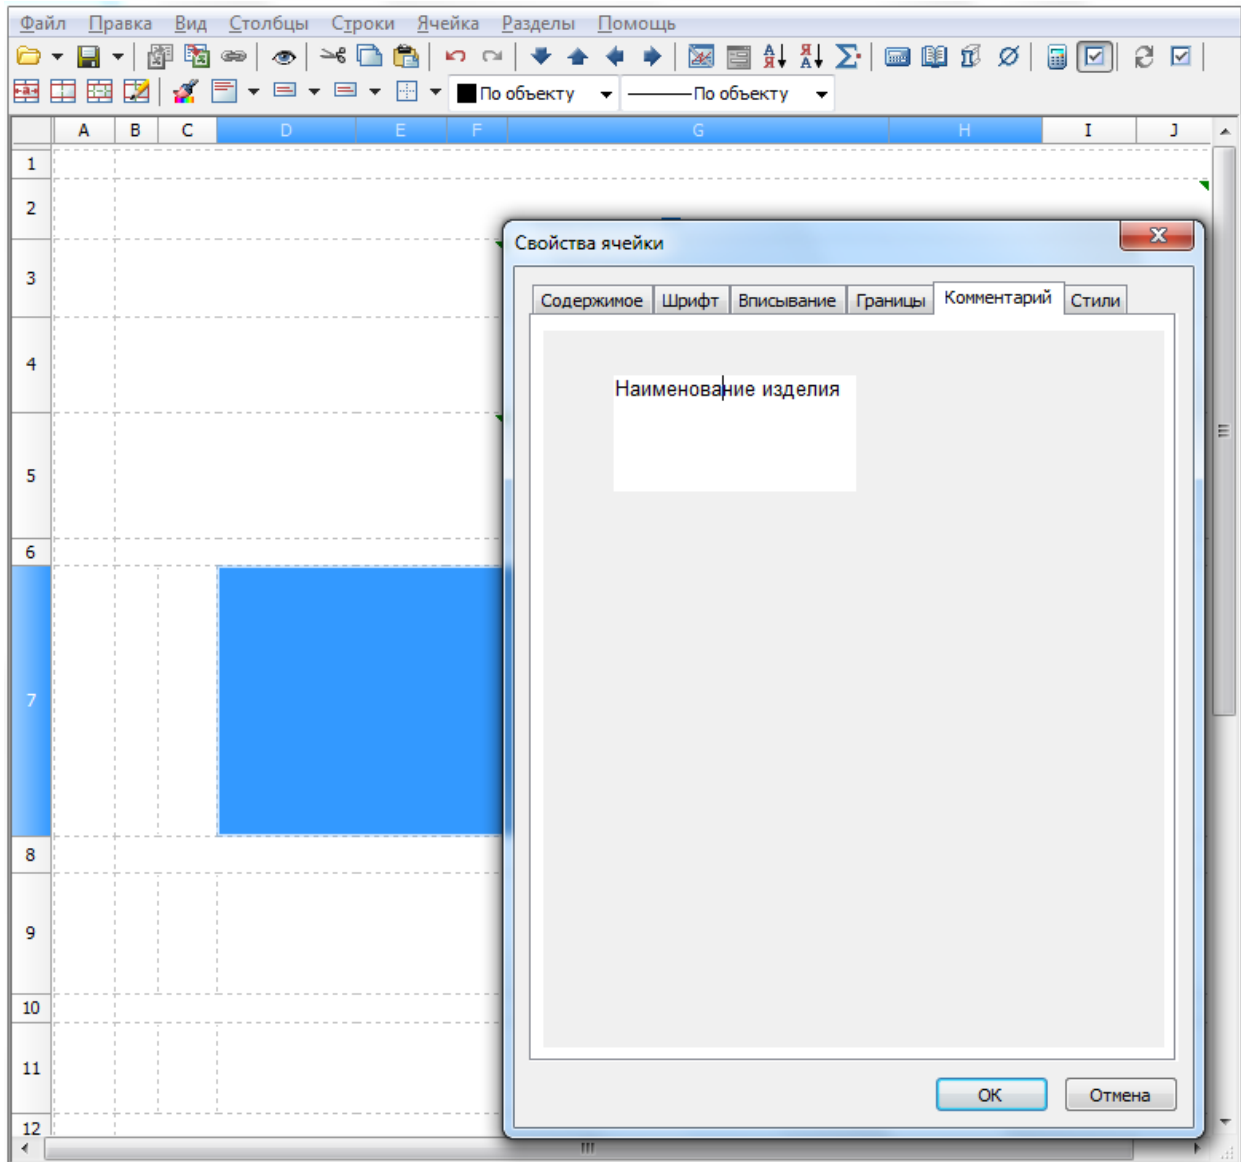 Файл Правка Вид Столбцы Строки Ячейка Разделы Помощь
По объекту По объекту
A B C D E F G H I J
1
2
Свойства ячейки
3
Содержимое Шрифт Вписывание Границы Комментарий Стили
4
Наименование изделия
5
6
7
8
9
10
11
OK Отмена
12